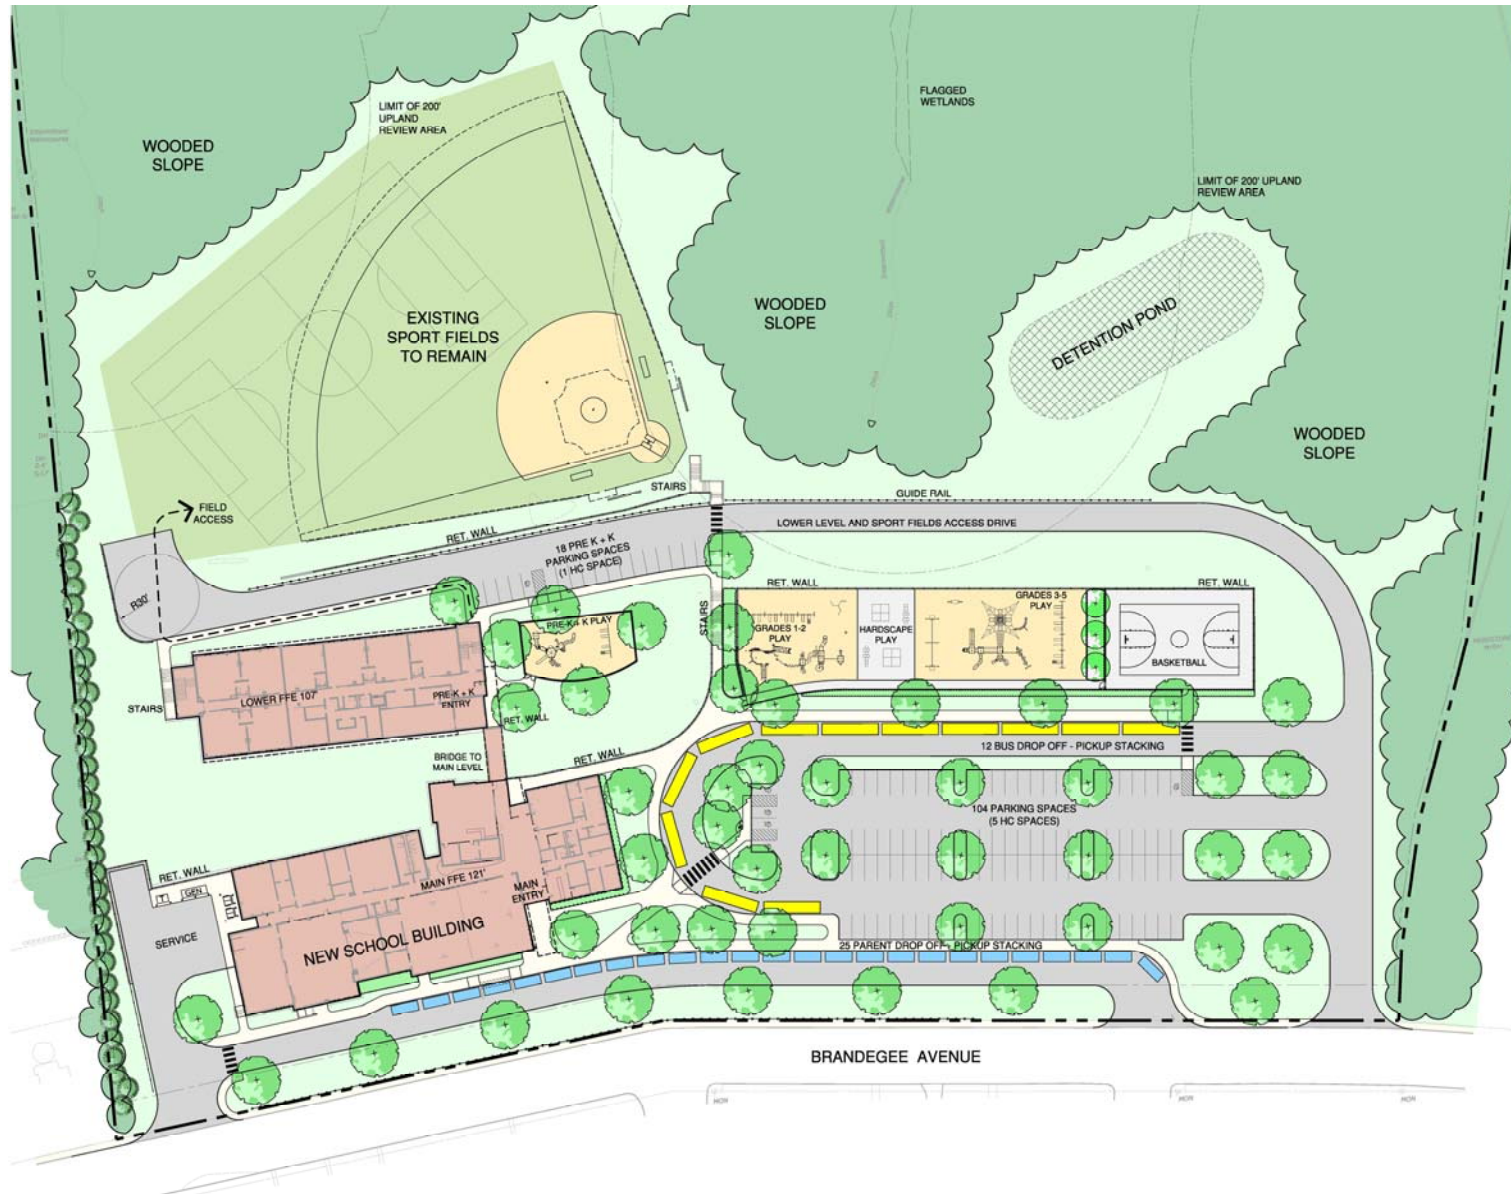 FLAGGED
WETLANDS
LIMIT OF 200'
UPLAND
REVIEW AREA
WOODED
SLOPE
LIMIT OF 200' UPLAND
REVIEW AREA
WOODED
SLOPE
DETENTION POND
EXISTING
SPORT FIELDS
TO REMAIN
WOODED
SLOPE
STAIRS
GUIDE RAIL
FIELD
ACCESS
LOWER LEVEL AND SPORT FIELDS ACCESS DRIVE
RET. WALL
18 PRE K + K
PARKING SPACES
(1 HC SPACE)
R30'
RET. WALL
RET. WALL
STAIRS
PRE-K + K PLAY
GRADES 1-2
PLAY
HARDSCAPE
PLAY
GRADES 3-5
PLAY
BASKETBALL
LOWER FFE 107'
PRE-K + K
ENTRY
STAIRS
RET. WALL
BRIDGE TO
MAIN LEVEL
RET. WALL
12 BUS DROP OFF - PICKUP STACKING
104 PARKING SPACES
(5 HC SPACES)
RET. WALL
T
GEN
MAIN FFE 121'
MAIN
ENTRY
SERVICE
NEW SCHOOL BUILDING
25 PARENT DROP OFF - PICKUP STACKING
BRANDEGEE AVENUE
MON
MON
MON